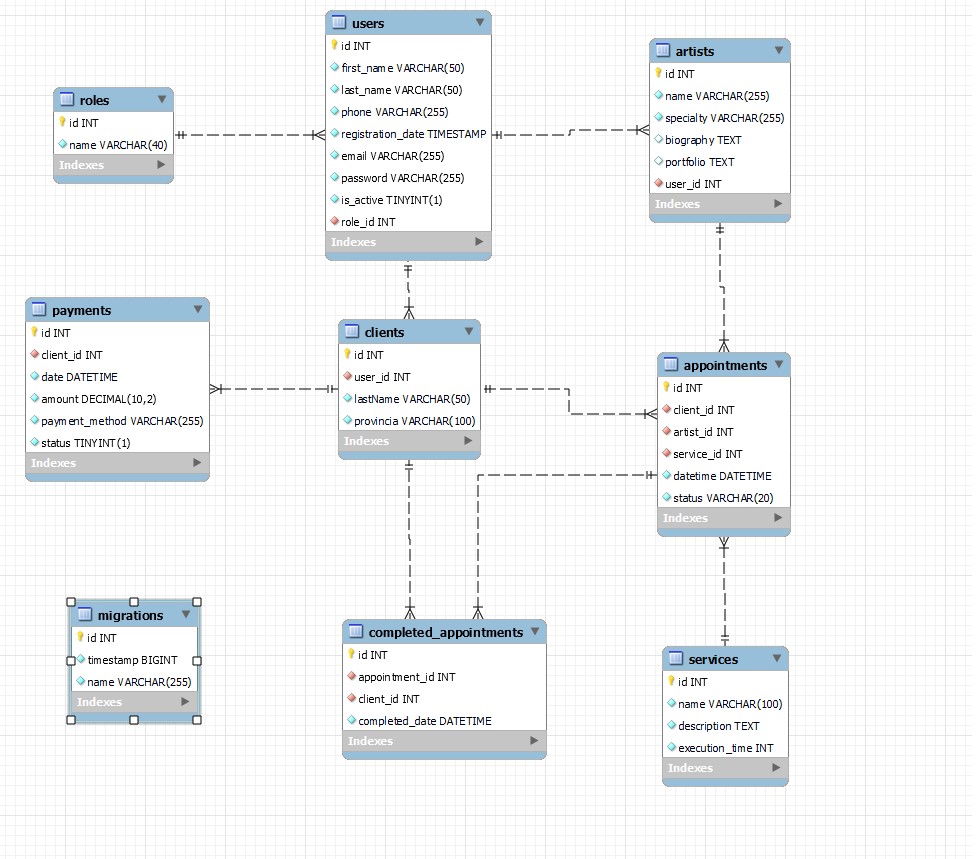 users
id INT
first_name VARCHAR(50)
last_name VARCHAR(50)
phone VARCHAR(255)
registration_date TIMESTAMP
email VARCHAR(255)
password VARCHAR(255)
is_active TINYINT(1)
role_id INT
Indexes
artists
id INT
name VARCHAR(255)
specialty VARCHAR(255)
biography TEXT
portfolio TEXT
user_id INT
Indexes
roles
id INT
name VARCHAR(40)
Indexes
payments
id INT
client_id INT
date DATETIME
amount DECIMAL(10,2)
payment_method VARCHAR(255)
status TINYINT(1)
Indexes
clients
id INT
user_id INT
lastName VARCHAR(50)
provincia VARCHAR(100)
Indexes
appointments
id INT
client_id INT
artist_id INT
service_id INT
datetime DATETIME
status VARCHAR(20)
Indexes
migrations
id INT
timestamp BIGINT
name VARCHAR(255)
Indexes
completed_appointments
id INT
appointment_id INT
client_id INT
completed_date DATETIME
Indexes
services
id INT
name VARCHAR(100)
description TEXT
execution_time INT
Indexes